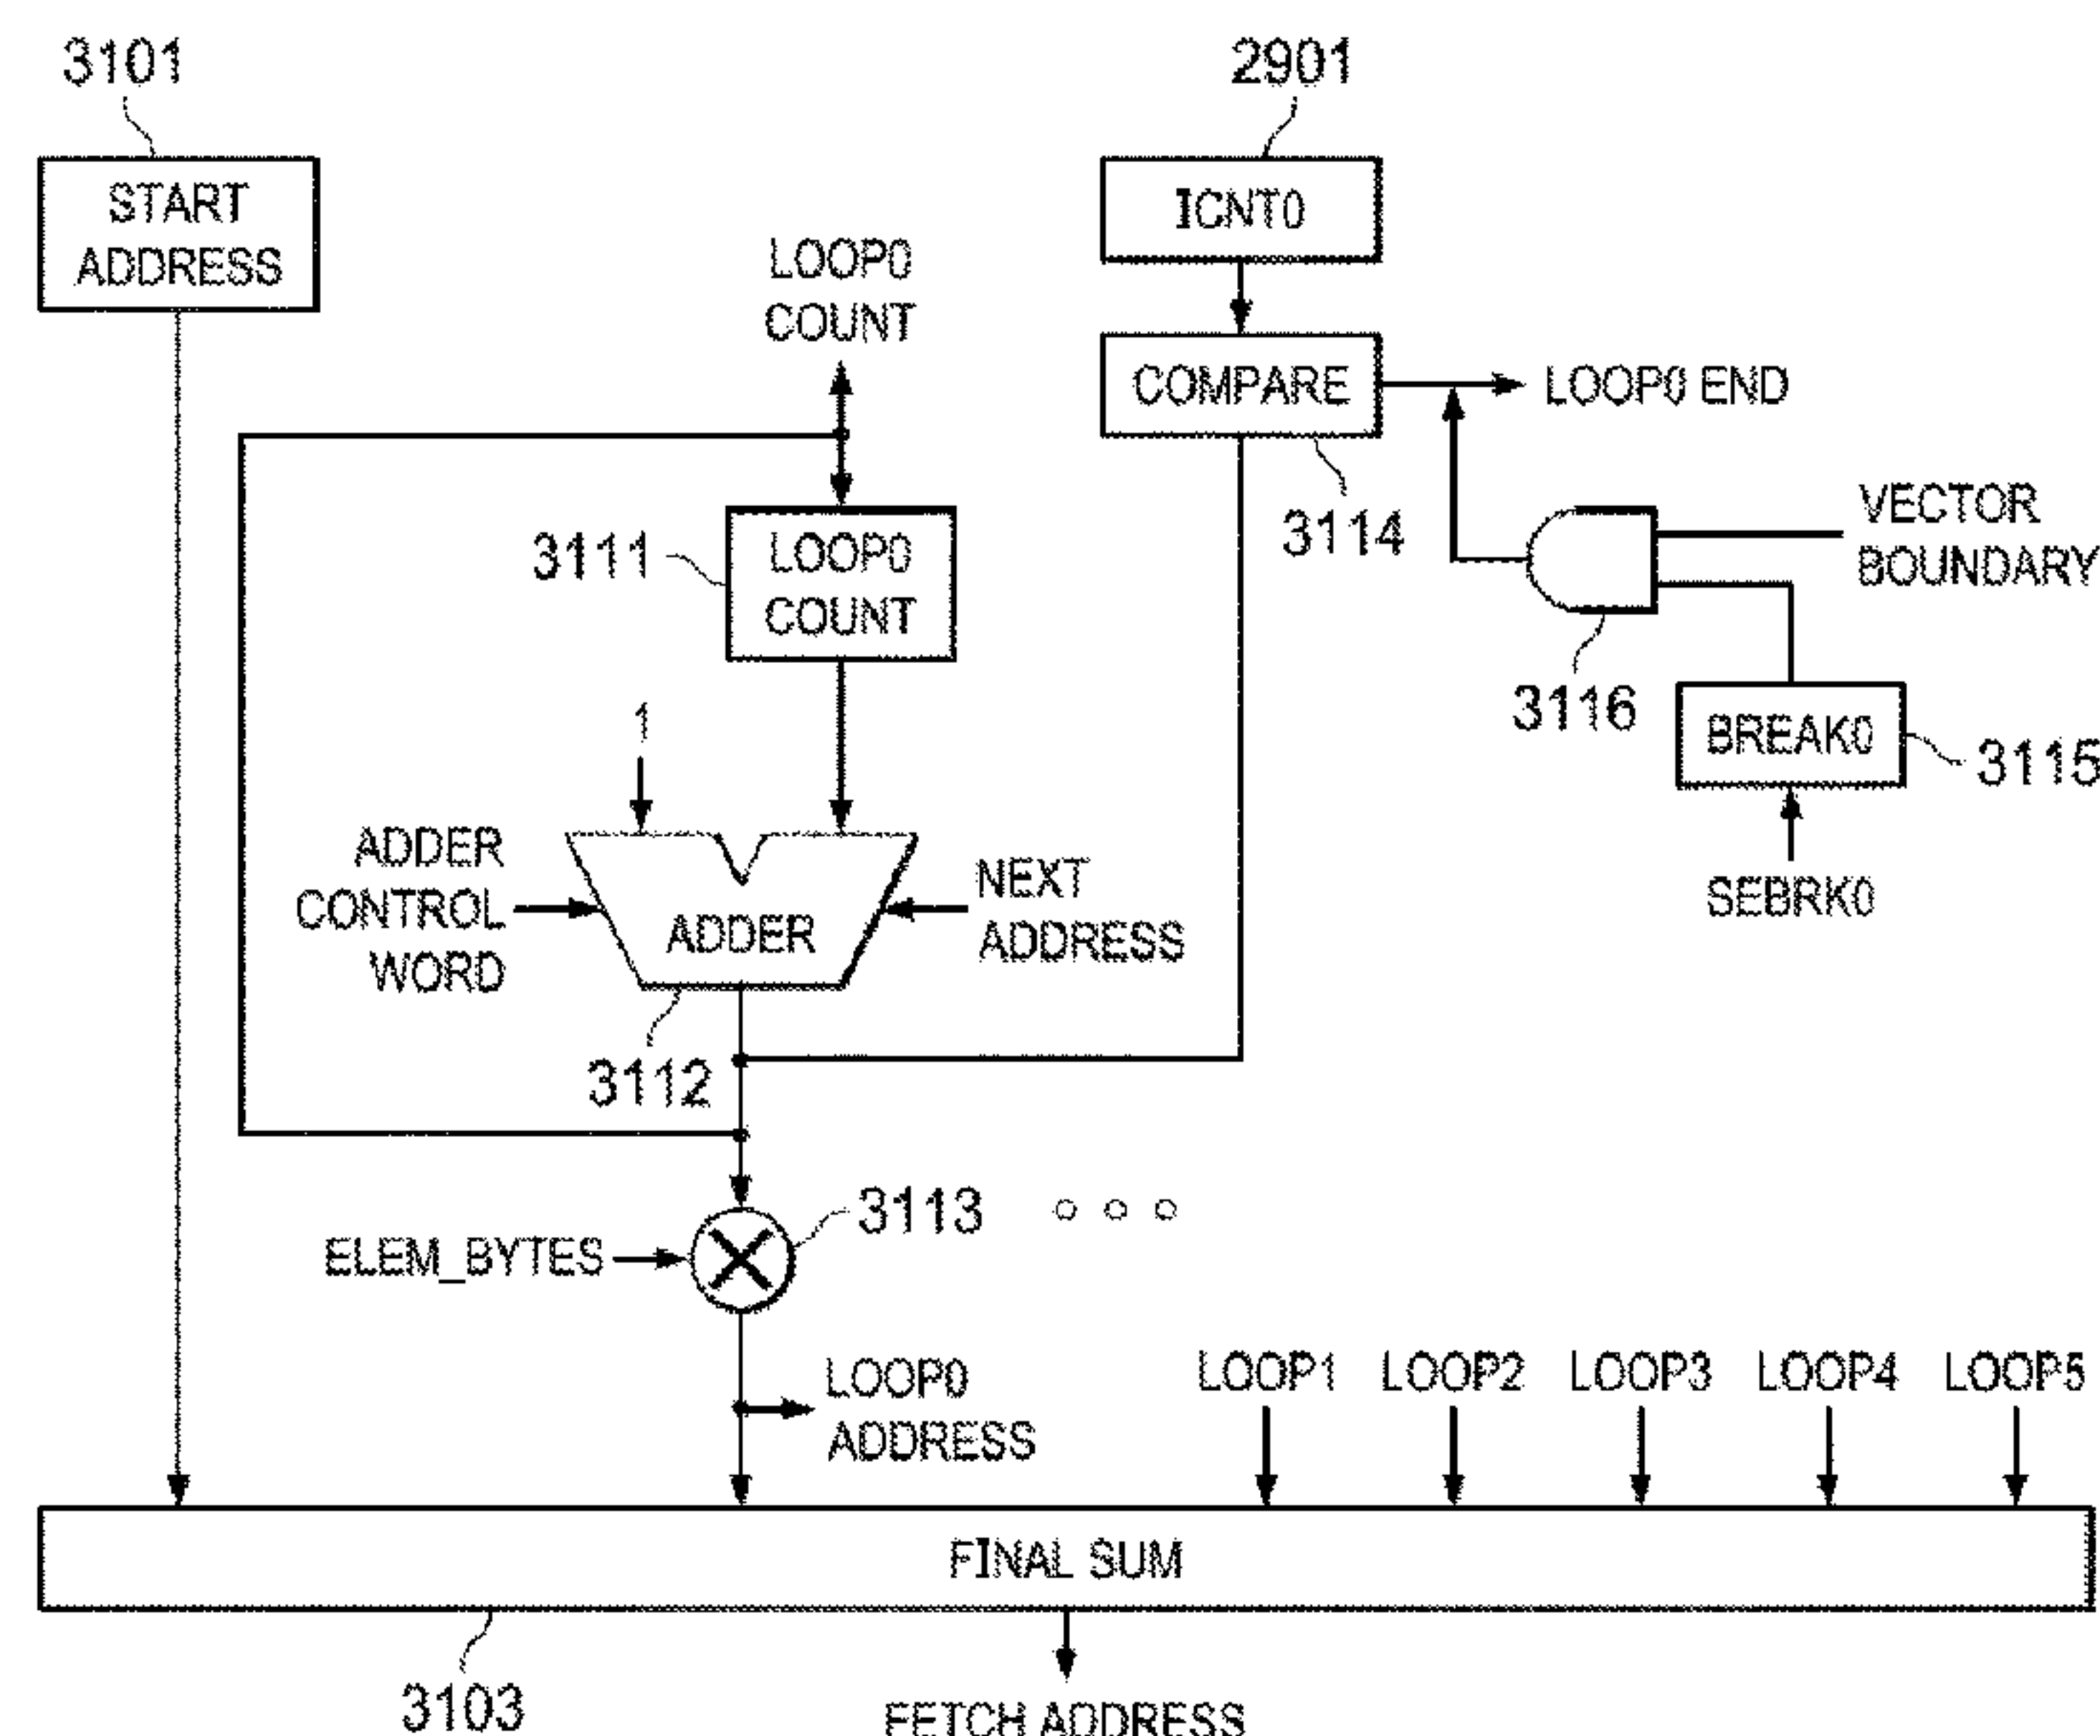 3101
2901
START
ADDRESS
ICNT0
LOOP0
COUNT
COMPARE
LOOP0 END
3114
VECTOR
BOUNDARY
3111
LOOP0
COUNT
3116
BREAK0
3115
SEBRK0
1
ADDER
CONTROL
WORD
ADDER
NEXT
ADDRESS
3112
3113
ELEM_BYTES
LOOP0
ADDRESS
LOOP1 LOOP2 LOOP3 LOOP4 LOOP5
FINAL SUM
3103
FETCH ADDRESS